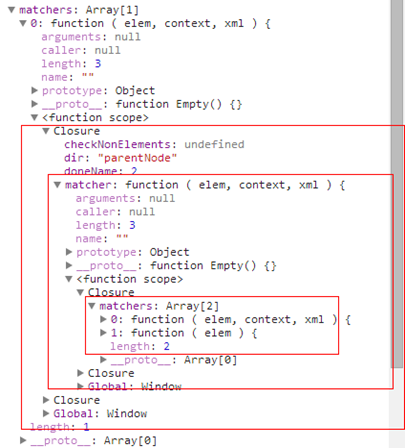 matchers: Array[1]
0: function ( elem, context, xml ) {
arguments: null
caller: null
length: 3
name: ""
prototype: Object
__proto__: function Empty() {}
<function scope>
Closure
checkNonElements: undefined
dir: "parentNode"
doneName: 2
matcher: function ( elem, context, xml ) {
arguments: null
caller: null
length: 3
name: ""
prototype: Object
__proto__: function Empty() {}
<function scope>
Closure
matchers: Array[2]
0: function ( elem, context, xml ) {
1: function ( elem ) {
length: 2
__proto__: Array[0]
Closure
Global: Window
Closure
Global: Window
length: 1
__proto__: Array[0]